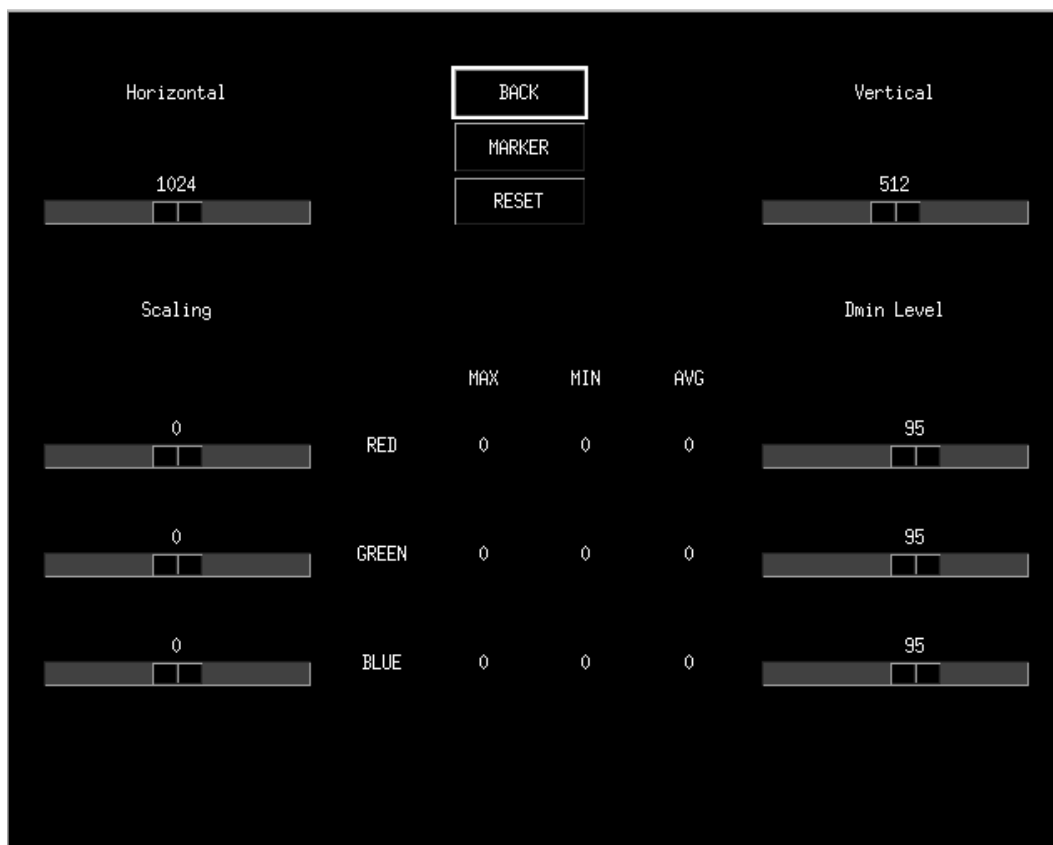 Horizontal BACK Vertical
MARKER
1024 512
RESET
Scaling Dmin Level
MAX MIN AVG
0 95
RED 0 0 0
0 95
GREEN 0 0 0
0 95
BLUE 0 0 0